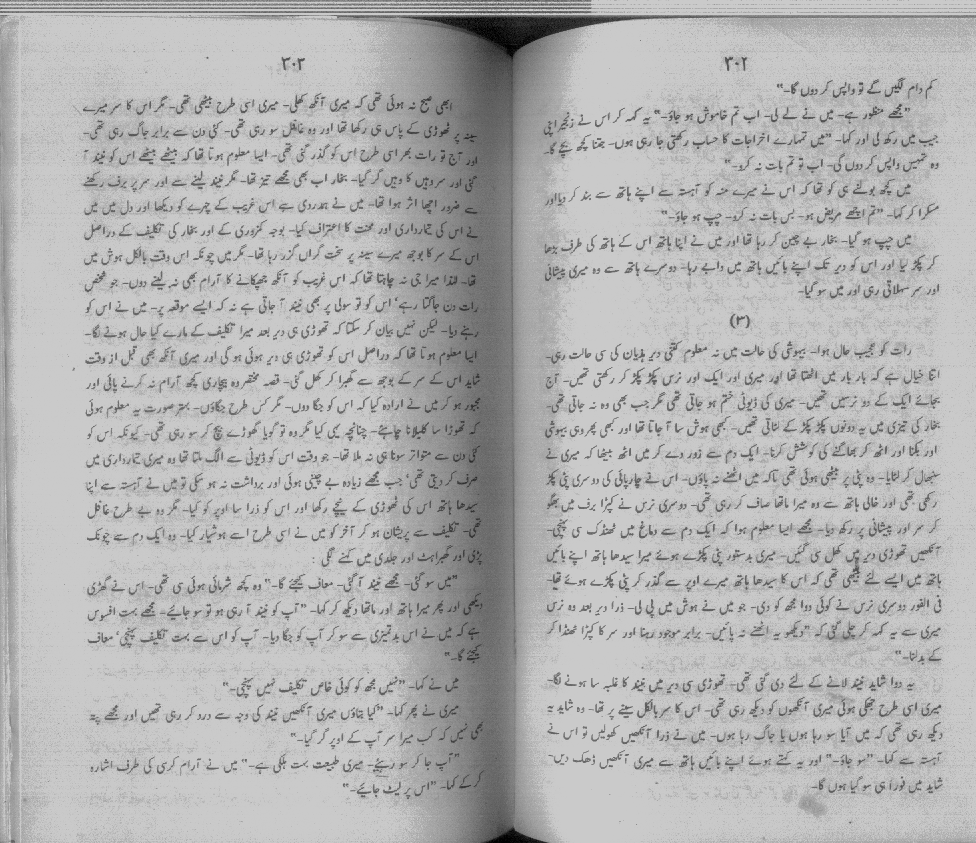 ۳۰۲
کم دام لگیں گے تو واپس کر دوں گا۔"
"مجھے منظور ہے۔ میں نے لے لی۔ اب تم خاموش ہو جاؤ۔" یہ کہہ کر اس نے زنجیر اپنی
جیب میں رکھ لی اور کہا۔ "میں تمہارے اخراجات کا حساب رکھتی جا رہی ہوں۔ جتنا کچھ بچے گا۔
وہ تمہیں واپس کر دوں گی۔ اب تو تم بات نہ کرو۔"
میں کچھ بولنے ہی کو تھا کہ اس نے میرے منہ کو آہستہ سے اپنے ہاتھ سے بند کر دیا اور
مسکرا کر کہا۔ "تم اچھے مریض ہو۔ بس بات نہ کرو۔ چپ ہو جاؤ۔"
میں چپ ہو گیا۔ بخار بے چین کر رہا تھا اور میں نے اپنا ہاتھ اس کے ہاتھ کی طرف بڑھا
کر پکڑ لیا اور اس کو دیر تک اپنے بائیں ہاتھ میں دابے رہا۔ دوسرے ہاتھ سے وہ میری پیشانی
اور سر سہلاتی رہی اور میں سو گیا۔
(۳)
رات کو عجیب حال ہوا۔ بیہوشی کی حالت میں نہ معلوم کتنی دیر ہذیان کی سی حالت رہی۔
اتنا خیال ہے کہ بار بار میں اٹھتا تھا اور میری اور ایک اور نرس پکڑ پکڑ کر رکھتی تھیں۔ آج
بجائے ایک کے دو نرسیں تھیں۔ میری کی ڈیوٹی ختم ہو جاتی تھی مگر جب بھی وہ نہ جاتی تھی۔
بخار کی تیزی میں یہ دونوں پکڑ پکڑ کے لٹاتی تھیں۔ کبھی ہوش سا آ جاتا تھا اور کبھی پھر وہی بیہوشی
اور بکنا اور اٹھ کر بھاگنے کی کوشش کرنا۔ ایک دم سے زور دے کر میں اٹھ بیٹھا کہ میری نے
سنبھال کر لٹایا۔ وہ پٹی پر بیٹھی ہوئی تھی تاکہ میں اٹھنے نہ پاؤں۔ اس نے چارپائی کی دوسری پٹی پکڑ
رکھی تھی اور خالی ہاتھ سے وہ میرا ماتھا صاف کر رہی تھی۔ دوسری نرس نے کپڑا برف میں بھگو
کر سر اور پیشانی پر رکھ دیا۔ مجھے ایسا معلوم ہوا کہ ایک دم سے دماغ میں ٹھنڈک سی پہنچی۔
آنکھیں تھوڑی دیر میں کھل سی گئیں۔ میری بدستور پٹی پکڑے ہوئے میرا سیدھا ہاتھ اپنے بائیں
ہاتھ میں ایسے لئے بیٹھی تھی کہ اس کا سیدھا ہاتھ میرے اوپر سے گذر کر پٹی پکڑے ہوئے تھا۔
فی الفور دوسری نرس نے کوئی دوا مجھ کو دی۔ جو میں نے ہوش میں پی لی۔ ذرا دیر بعد وہ نرس
میری سے یہ کہہ کر چلی گئی کہ "دیکھو یہ اٹھنے نہ پائیں۔ برابر موجود رہنا اور سر کا کپڑا ٹھنڈا کر
کے بدلنا۔"
یہ دوا شاید نیند لانے کے لئے دی گئی تھی۔ تھوڑی سی دیر میں نیند کا غلبہ سا ہونے لگا۔
میری اسی طرح جھکی ہوئی میری آنکھوں کو دیکھ رہی تھی۔ اس کا سر بالکل سینے پر تھا۔ وہ شاید یہ
دیکھ رہی تھی کہ میں آیا سو رہا ہوں یا جاگ رہا ہوں۔ میں نے ذرا آنکھیں کھولیں تو اس نے
آہستہ سے کہا۔ "سو جاؤ۔" اور یہ کہتے ہوئے اپنے بائیں ہاتھ سے میری آنکھیں ڈھک دیں۔
شاید میں فورا ہی سو گیا ہوں گا۔
۳۰۳
ابھی صبح نہ ہوئی تھی کہ میری آنکھ کھلی۔ میری اسی طرح بیٹھی تھی۔ مگر اس کا سر میرے
سینہ پر ٹھوڑی کے پاس ہی رکھا تھا اور وہ غافل سو رہی تھی۔ کئی دن سے برابر جاگ رہی تھی۔
اور آج تو رات بھر اسی طرح اس کو گذر گئی تھی۔ ایسا معلوم ہوتا تھا کہ بیٹھے بیٹھے اس کو نیند آ
گئی اور سر وہیں کا وہیں گر گیا۔ بخار اب بھی مجھے تیز تھا۔ مگر نیند لینے سے اور سر پر برف رکھنے
سے ضرور اچھا اثر ہوا تھا۔ میں نے ہمدردی سے اس غریب کے چہرے کو دیکھا اور دل میں میں
نے اس کی تیمارداری اور محنت کا اعتراف کیا۔ بوجہ کمزوری کے اور بخار کی تکلیف کے دراصل
اس کے سر کا بوجھ میرے سینہ پر سخت گراں گزر رہا تھا۔ مگر میں چونکہ اس وقت بالکل ہوش میں
تھا۔ لہٰذا میرا جی نہ چاہتا تھا کہ اس غریب کو آنکھ جھپکانے کا آرام بھی نہ لینے دوں۔ جو شخص
رات دن جاگتا رہے، اس کو تو سولی پر بھی نیند آ جاتی ہے نہ کہ ایسے موقعہ پر۔ میں نے اس کو
رہنے دیا۔ لیکن نہیں بیان کر سکتا کہ تھوڑی ہی دیر بعد میرا تکلیف کے مارے کیا حال ہونے لگا۔
ایسا معلوم ہوتا تھا کہ دراصل اس کو تھوڑی ہی دیر ہوئی ہو گی اور میری آنکھ بھی قبل از وقت
شاید اس کے سر کے بوجھ سے گھبرا کر کھل گئی۔ قصہ مختصر وہ بیچاری کچھ آرام نہ کرنے پائی اور
مجبور ہو کر میں نے ارادہ کیا کہ اس کو جگا دوں۔ مگر کس طرح جگاؤں۔ بہتر صورت یہ معلوم ہوئی
کہ تھوڑا سا کلبلانا چاہئے۔ چنانچہ یہی کیا مگر وہ تو گویا گھوڑے بیچ کر سو رہی تھی۔ کیونکہ اس کو
کئی دن سے متواتر سونا ہی نہ ملا تھا۔ جو وقت اس کو ڈیوٹی سے الگ ملتا تھا وہ میری تیمارداری میں
صرف کر دیتی تھی، جب مجھے زیادہ بے چینی ہوئی اور برداشت نہ ہو سکی تو میں نے آہستہ سے اپنا
سیدھا ہاتھ اس کی ٹھوڑی کے نیچے رکھا اور اس کو ذرا سا اوپر کو کیا۔ مگر وہ بے طرح غافل
تھی۔ تکلیف سے پریشان ہو کر آخر کو میں نے اسی طرح اسے ہوشیار کیا۔ وہ ایک دم سے چونک
پڑی اور گھبراہٹ اور جلدی میں کہنے لگی:
"میں سو گئی۔ مجھے نیند آ گئی۔ معاف کیجئے گا۔" وہ کچھ شرمائی ہوئی سی تھی۔ اس نے گھڑی
دیکھی اور پھر میرا ہاتھ اور ماتھا دیکھ کر کہا۔ "آپ کو نیند آ رہی ہو تو سو جائیے۔ مجھے بہت افسوس
ہے کہ میں نے اس بدتمیزی سے سو کر آپ کو جگا دیا۔ آپ کو اس سے بہت تکلیف پہنچی، معاف
کیجئے گا۔"
میں نے کہا۔ "نہیں مجھ کو کوئی خاص تکلیف نہیں پہنچی۔"
میری نے پھر کہا۔ "کیا بتاؤں میری آنکھیں نیند کی وجہ سے درد کر رہی تھیں اور مجھے پتہ
بھی نہیں کہ کب میرا سر آپ کے اوپر گر گیا۔"
"آپ جا کر سو رہئے۔ میری طبیعت بہت ہلکی ہے۔" میں نے آرام کرسی کی طرف اشارہ
کر کے کہا۔ "اس پر لیٹ جائیے۔"